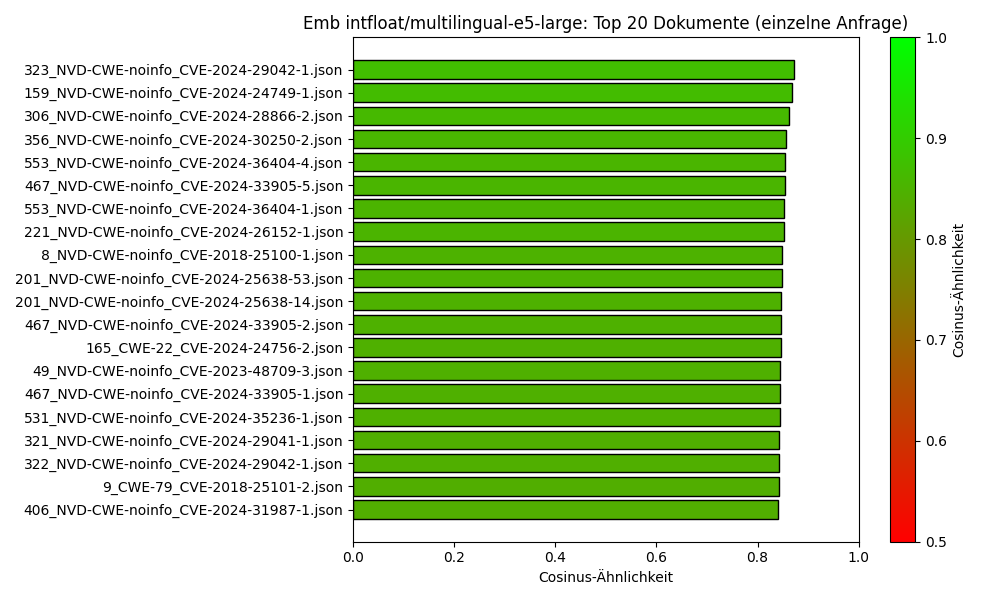 Emb intfloat/multilingual-e5-large: Top 20 Dokumente (einzelne Anfrage)
323_NVD-CWE-noinfo_CVE-2024-29042-1.json
159_NVD-CWE-noinfo_CVE-2024-24749-1.json
306_NVD-CWE-noinfo_CVE-2024-28866-2.json
356_NVD-CWE-noinfo_CVE-2024-30250-2.json
553_NVD-CWE-noinfo_CVE-2024-36404-4.json
467_NVD-CWE-noinfo_CVE-2024-33905-5.json
553_NVD-CWE-noinfo_CVE-2024-36404-1.json
221_NVD-CWE-noinfo_CVE-2024-26152-1.json
8_NVD-CWE-noinfo_CVE-2018-25100-1.json
201_NVD-CWE-noinfo_CVE-2024-25638-53.json
201_NVD-CWE-noinfo_CVE-2024-25638-14.json
467_NVD-CWE-noinfo_CVE-2024-33905-2.json
165_CWE-22_CVE-2024-24756-2.json
49_NVD-CWE-noinfo_CVE-2023-48709-3.json
467_NVD-CWE-noinfo_CVE-2024-33905-1.json
531_NVD-CWE-noinfo_CVE-2024-35236-1.json
321_NVD-CWE-noinfo_CVE-2024-29041-1.json
322_NVD-CWE-noinfo_CVE-2024-29042-1.json
9_CWE-79_CVE-2018-25101-2.json
406_NVD-CWE-noinfo_CVE-2024-31987-1.json
0.0 0.2 0.4 0.6 0.8 1.0
Cosinus-Ähnlichkeit
1.0
0.9
0.8
0.7
0.6
0.5
Cosinus-Ähnlichkeit